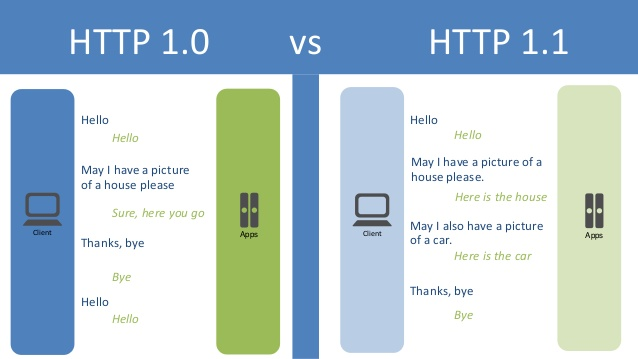 HTTP 1.0 vs HTTP 1.1
Hello
Hello
May I have a picture
of a house please
Sure, here you go
Thanks, bye
Bye
Hello
Hello
Client
Apps
Hello
Hello
May I have a picture of a
house please.
Here is the house
May I also have a picture
of a car.
Here is the car
Thanks, bye
Bye
Client
Apps